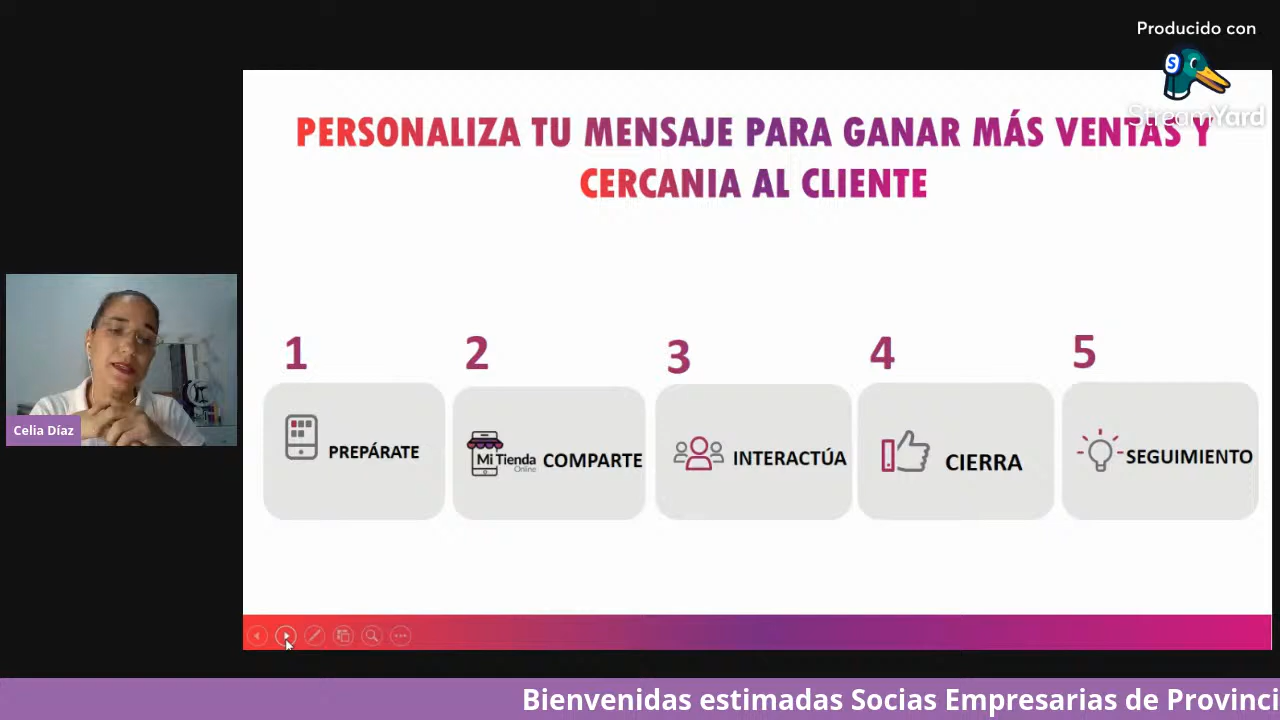 Producido con
StreamYard
PERSONALIZA TU MENSAJE PARA GANAR MÁS VENTAS Y
CERCANIA AL CLIENTE
1
2
3
4
5
PREPÁRATE
Mi Tienda
Online
COMPARTE
INTERACTÚA
CIERRA
SEGUIMIENTO
Celia Díaz
Bienvenidas estimadas Socias Empresarias de Provinci